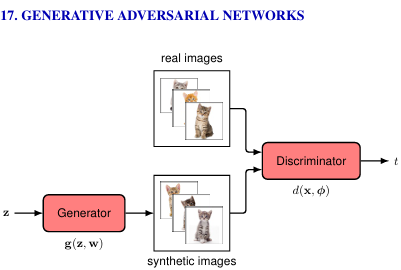 17. GENERATIVE ADVERSARIAL NETWORKS
real images
Discriminator
t
d(x, ϕ)
z
Generator
g(z, w)
synthetic images